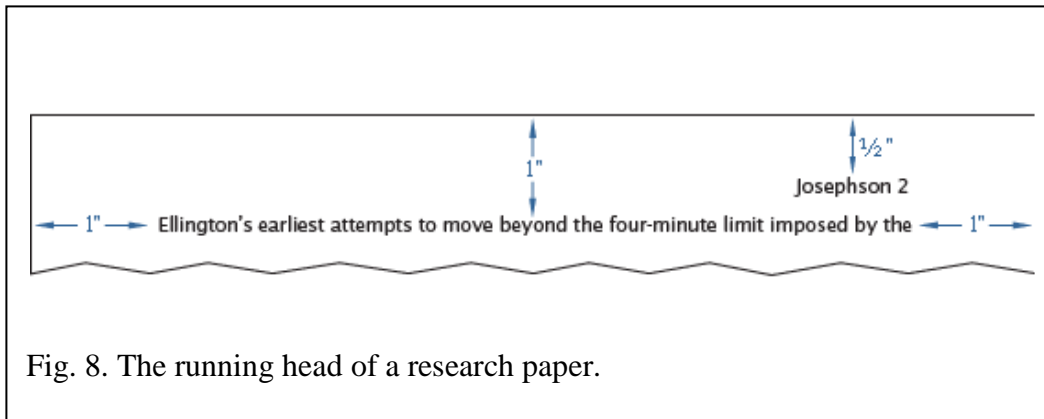 ½"
1"
Josephson 2
1" Ellington's earliest attempts to move beyond the four-minute limit imposed by the 1"
Fig. 8. The running head of a research paper.